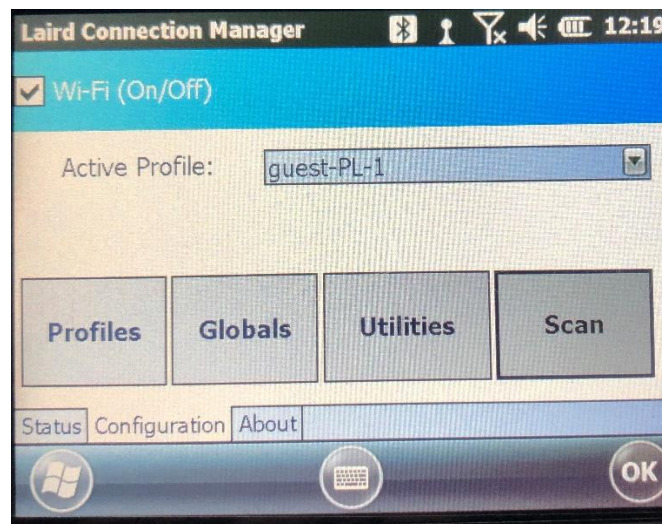 Laird Connection Manager 12:19
Wi-Fi (On/Off)
Active Profile: guest-PL-1
Profiles Globals Utilities Scan
Status Configuration About
OK